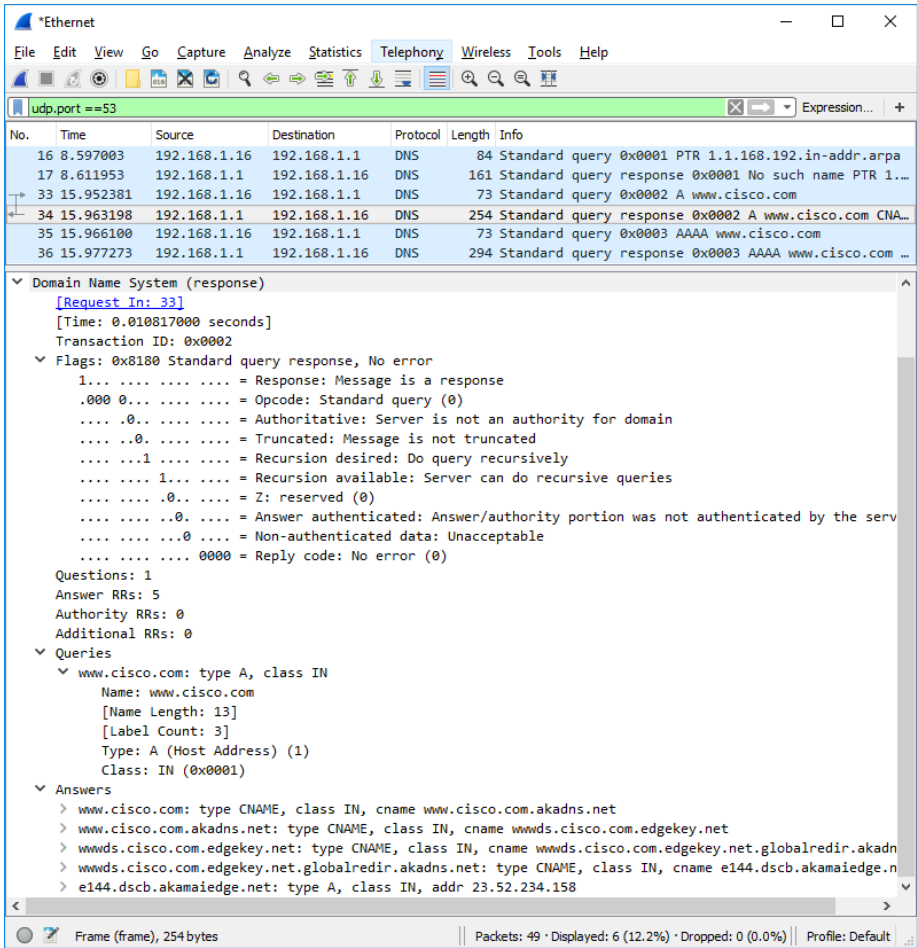 *Ethernet
File Edit View Go Capture Analyze Statistics Telephony Wireless Tools Help
udp.port ==53 Expression... +
No. Time Source Destination Protocol Length Info
16 8.597003 192.168.1.16 192.168.1.1 DNS 84 Standard query 0x0001 PTR 1.1.168.192.in-addr.arpa
17 8.611953 192.168.1.1 192.168.1.16 DNS 161 Standard query response 0x0001 No such name PTR 1.…
33 15.952381 192.168.1.16 192.168.1.1 DNS 73 Standard query 0x0002 A www.cisco.com
34 15.963198 192.168.1.1 192.168.1.16 DNS 254 Standard query response 0x0002 A www.cisco.com CNA…
35 15.966100 192.168.1.16 192.168.1.1 DNS 73 Standard query 0x0003 AAAA www.cisco.com
36 15.977273 192.168.1.1 192.168.1.16 DNS 294 Standard query response 0x0003 AAAA www.cisco.com …
Domain Name System (response)
[Request In: 33]
[Time: 0.010817000 seconds]
Transaction ID: 0x0002
Flags: 0x8180 Standard query response, No error
1... .... .... .... = Response: Message is a response
.000 0... .... .... = Opcode: Standard query (0)
.... .0.. .... .... = Authoritative: Server is not an authority for domain
.... ..0. .... .... = Truncated: Message is not truncated
.... ...1 .... .... = Recursion desired: Do query recursively
.... .... 1... .... = Recursion available: Server can do recursive queries
.... .... .0.. .... = Z: reserved (0)
.... .... ..0. .... = Answer authenticated: Answer/authority portion was not authenticated by the serv
.... .... ...0 .... = Non-authenticated data: Unacceptable
.... .... .... 0000 = Reply code: No error (0)
Questions: 1
Answer RRs: 5
Authority RRs: 0
Additional RRs: 0
Queries
www.cisco.com: type A, class IN
Name: www.cisco.com
[Name Length: 13]
[Label Count: 3]
Type: A (Host Address) (1)
Class: IN (0x0001)
Answers
www.cisco.com: type CNAME, class IN, cname www.cisco.com.akadns.net
www.cisco.com.akadns.net: type CNAME, class IN, cname wwwds.cisco.com.edgekey.net
wwwds.cisco.com.edgekey.net: type CNAME, class IN, cname wwwds.cisco.com.edgekey.net.globalredir.akadn
wwwds.cisco.com.edgekey.net.globalredir.akadns.net: type CNAME, class IN, cname e144.dscb.akamaiedge.n
e144.dscb.akamaiedge.net: type A, class IN, addr 23.52.234.158
Frame (frame), 254 bytes Packets: 49 · Displayed: 6 (12.2%) · Dropped: 0 (0.0%) Profile: Default